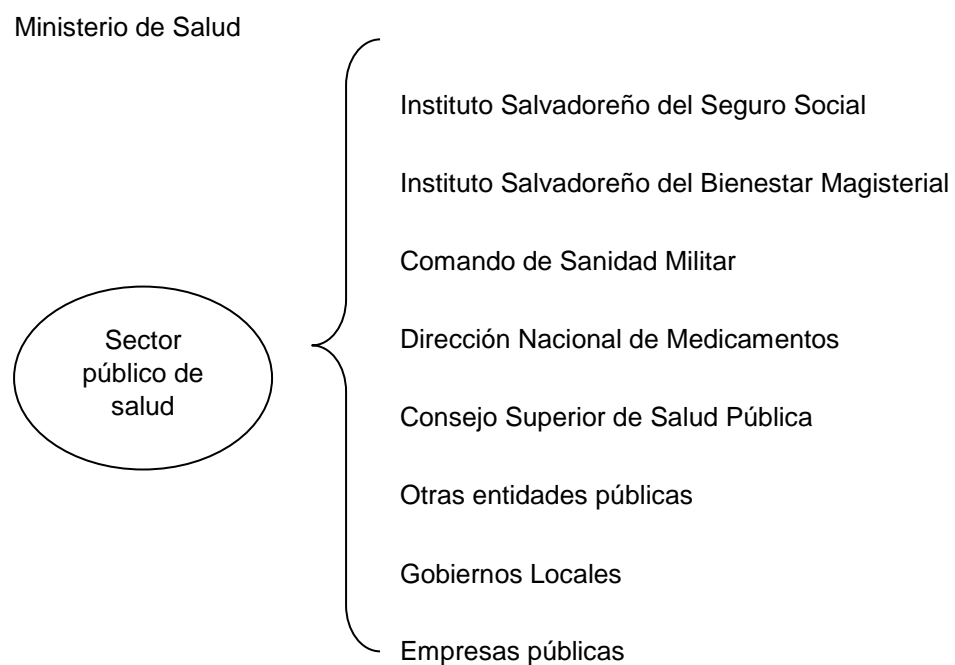 Ministerio de Salud
Instituto Salvadoreño del Seguro Social
Instituto Salvadoreño del Bienestar Magisterial
Comando de Sanidad Militar
Sector
público de
salud
Dirección Nacional de Medicamentos
Consejo Superior de Salud Pública
Otras entidades públicas
Gobiernos Locales
Empresas públicas